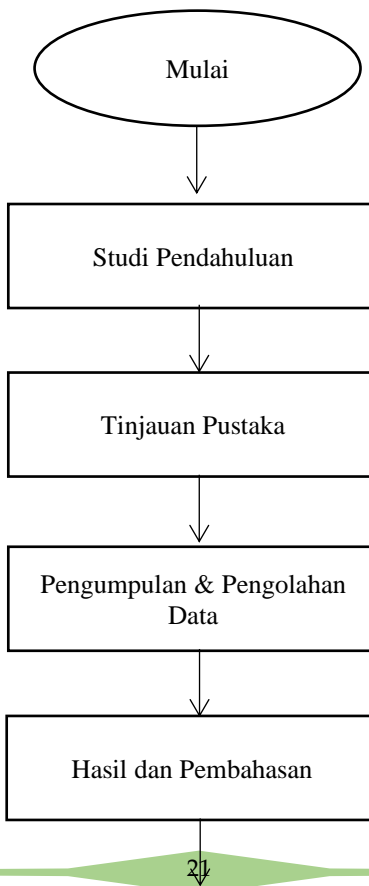 Mulai
Studi Pendahuluan
Tinjauan Pustaka
Pengumpulan & Pengolahan
Data
Hasil dan Pembahasan
21